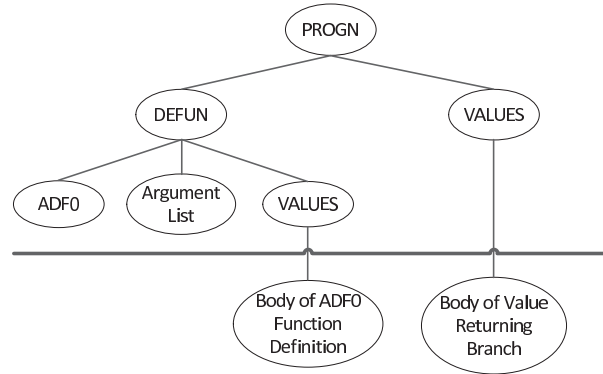 PROGN
DEFUN
VALUES
ADF0
Argument
List
VALUES
Body of ADF0
Function
Definition
Body of Value
Returning
Branch